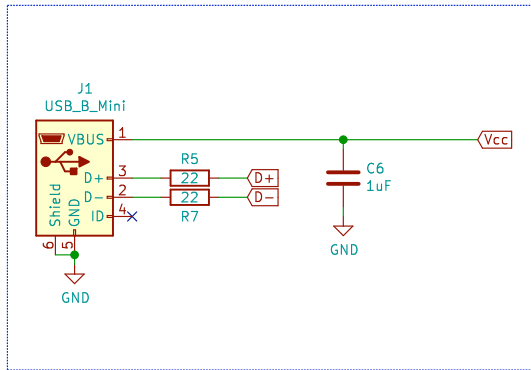 J1
USB_B_Mini
VBUS 1 Vcc
R5
D+ 3 22 D+
D- 2 22 D-
ID 4
R7
C6
1uF
GND
Shield
GND
6
5
GND